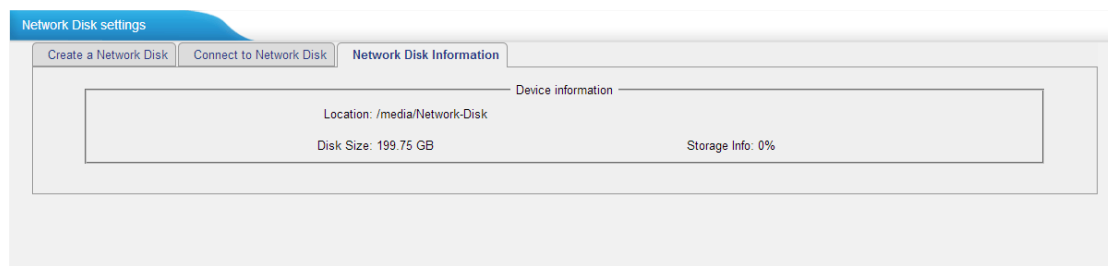 Network Disk settings
Create a Network Disk Connect to Network Disk Network Disk Information
Device information
Location: /media/Network-Disk
Disk Size: 199.75 GB Storage Info: 0%